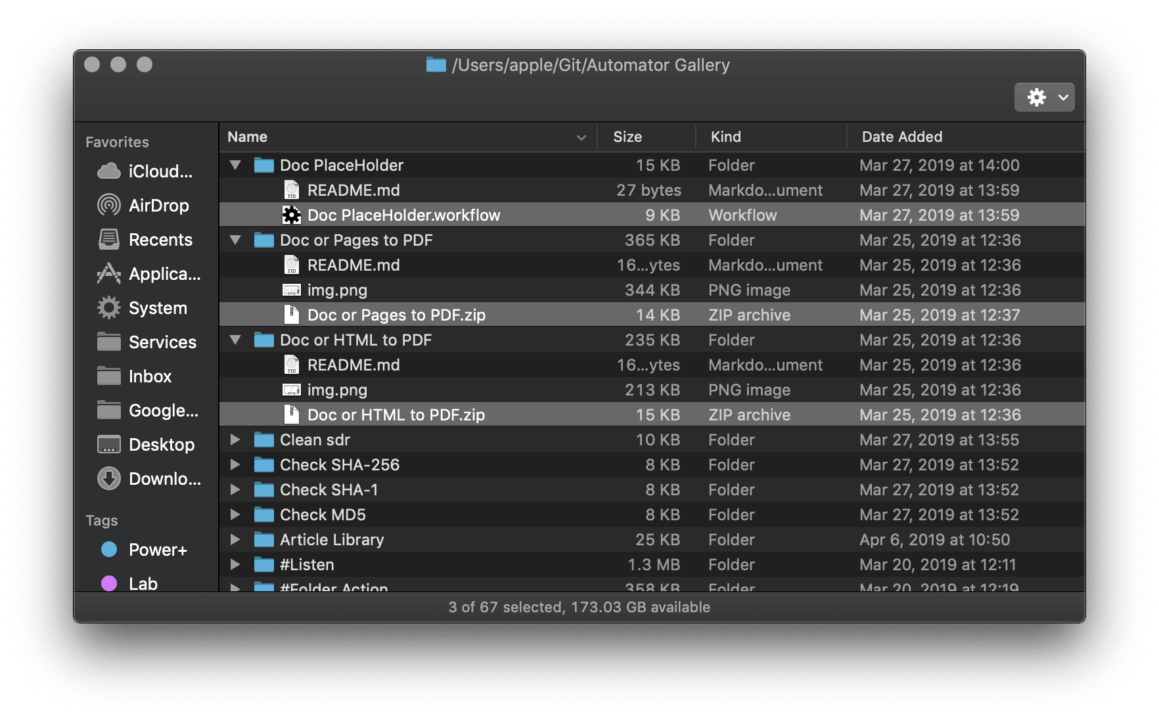 /Users/apple/Git/Automator Gallery
Favorites
iCloud...
AirDrop
Recents
Applica...
System
Services
Inbox
Google...
Desktop
Downlo...
Tags
Power+
Lab
Name Size Kind Date Added
Doc PlaceHolder 15 KB Folder Mar 27, 2019 at 14:00
README.md 27 bytes Markdo...ument Mar 27, 2019 at 13:59
Doc PlaceHolder.workflow 9 KB Workflow Mar 27, 2019 at 13:59
Doc or Pages to PDF 365 KB Folder Mar 25, 2019 at 12:36
README.md 16...ytes Markdo...ument Mar 25, 2019 at 12:36
img.png 344 KB PNG image Mar 25, 2019 at 12:36
Doc or Pages to PDF.zip 14 KB ZIP archive Mar 25, 2019 at 12:37
Doc or HTML to PDF 235 KB Folder Mar 25, 2019 at 12:36
README.md 16...ytes Markdo...ument Mar 25, 2019 at 12:36
img.png 213 KB PNG image Mar 25, 2019 at 12:36
Doc or HTML to PDF.zip 15 KB ZIP archive Mar 25, 2019 at 12:36
Clean sdr 10 KB Folder Mar 27, 2019 at 13:55
Check SHA-256 8 KB Folder Mar 27, 2019 at 13:52
Check SHA-1 8 KB Folder Mar 27, 2019 at 13:52
Check MD5 8 KB Folder Mar 27, 2019 at 13:52
Article Library 25 KB Folder Apr 6, 2019 at 10:50
#Listen 1.3 MB Folder Mar 20, 2019 at 12:11
#Folder Action 358 KB Folder Mar 20, 2019 at 12:19
3 of 67 selected, 173.03 GB available